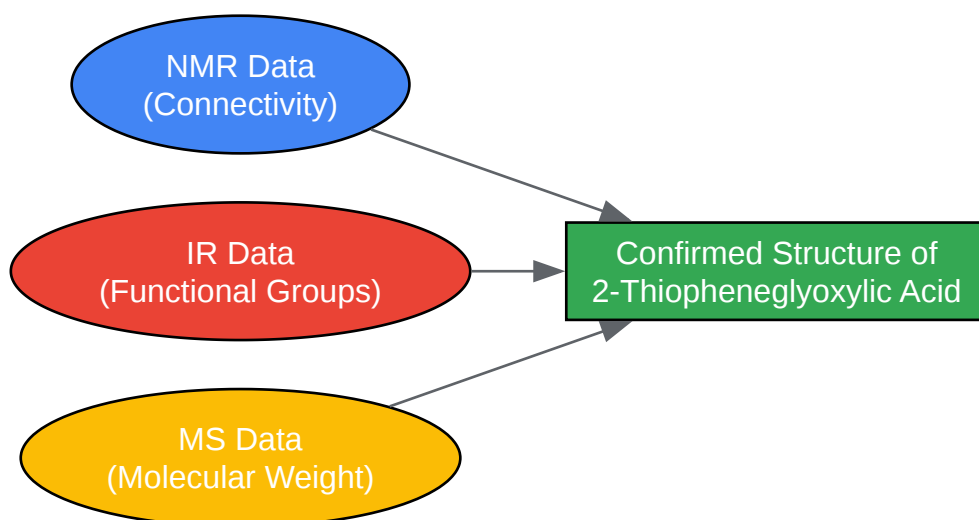 NMR Data
(Connectivity)
IR Data
(Functional Groups)
Confirmed Structure of
2-Thiopheneglyoxylic Acid
MS Data
(Molecular Weight)